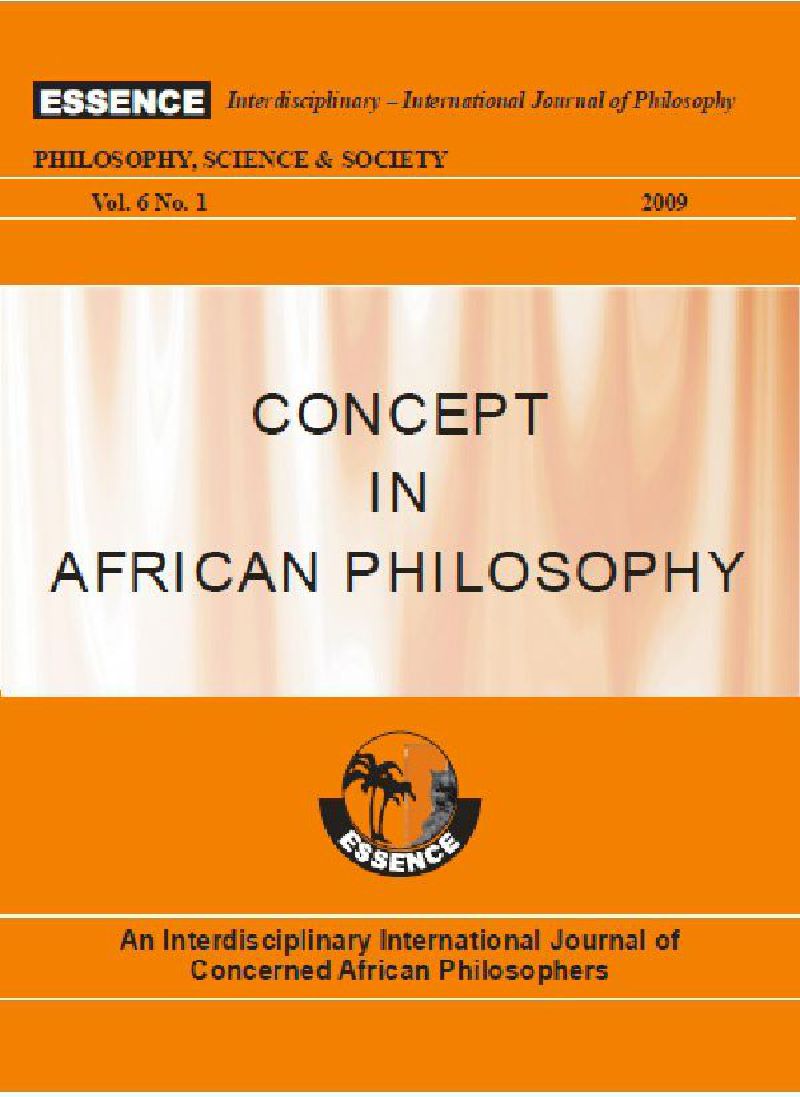 ESSENCE Interdisciplinary – International Journal of Philosophy
PHILOSOPHY, SCIENCE & SOCIETY
Vol. 6 No. 1 2009
CONCEPT
IN
AFRICAN PHILOSOPHY
ESSENCE
An Interdisciplinary International Journal of
Concerned African Philosophers